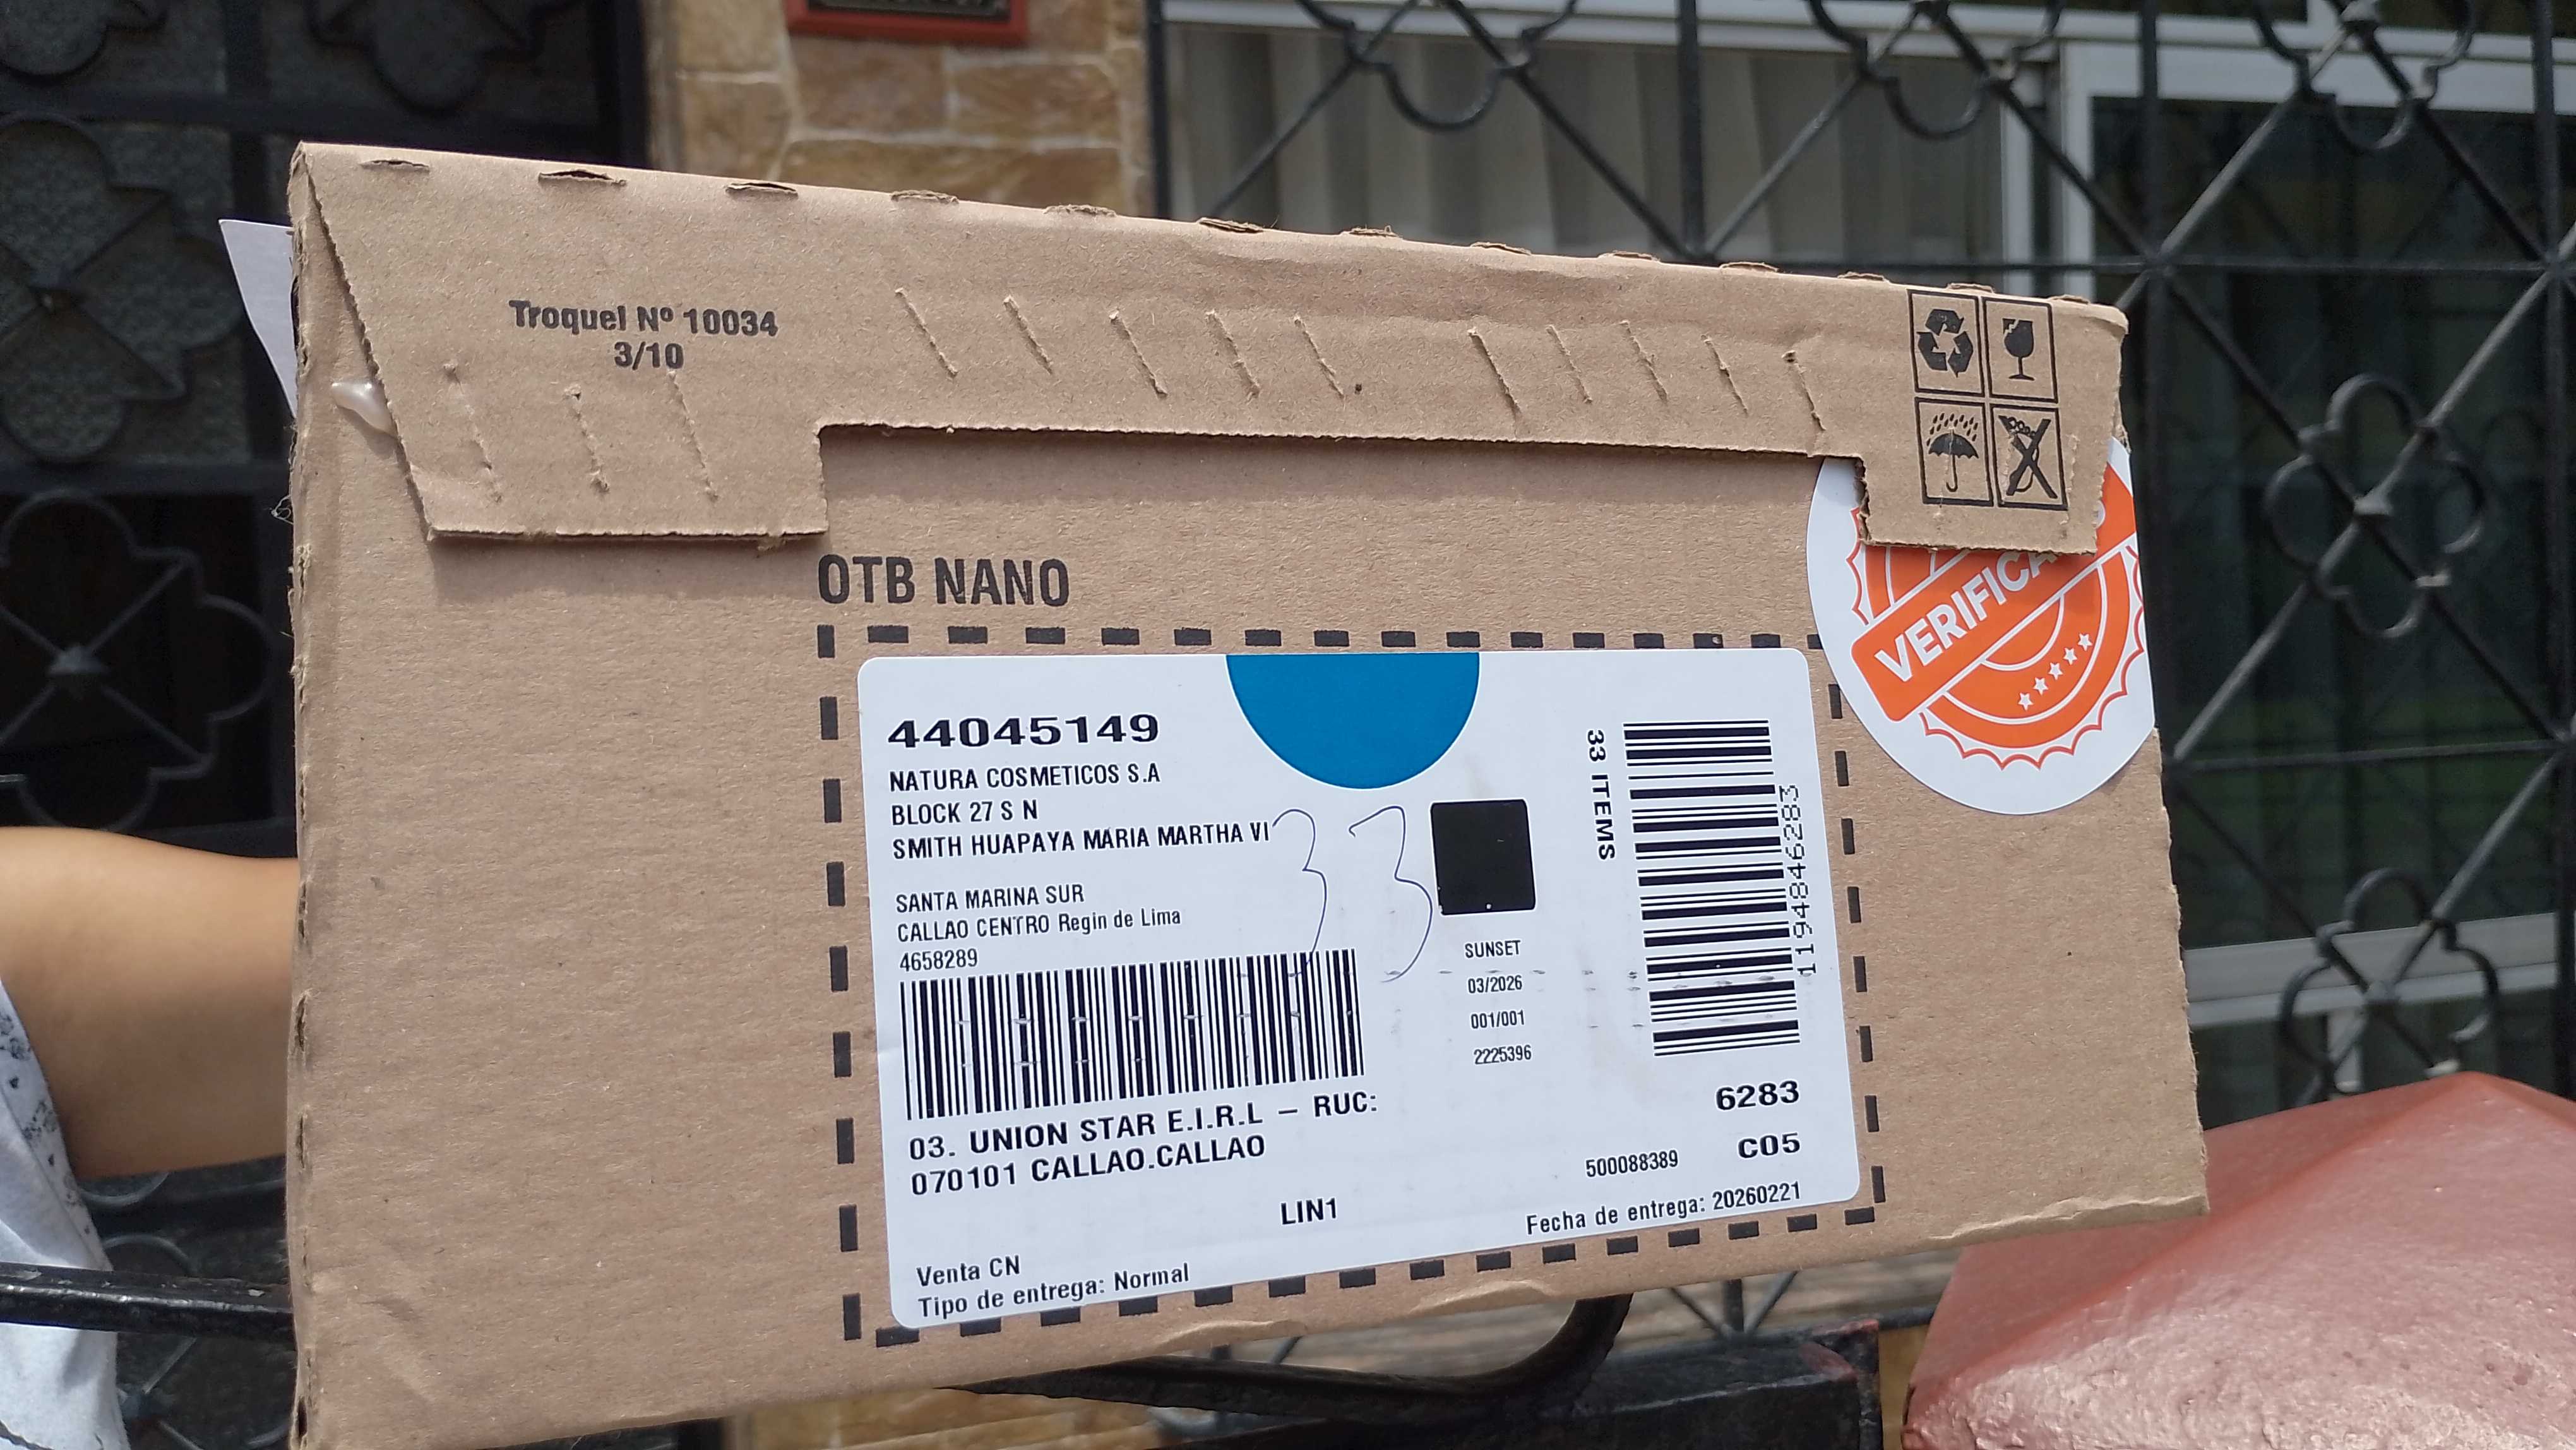 Troquel Nº 10034
3/10
OTB NANO
44045149
NATURA COSMETICOS S.A
BLOCK 27 S N
SMITH HUAPAYA MARIA MARTHA VI
SANTA MARINA SUR
CALLAO CENTRO Regin de Lima
4658289
33
03. UNION STAR E.I.R.L – RUC:
070101 CALLAO.CALLAO
LIN1
Venta CN
Tipo de entrega: Normal
SUNSET
03/2026
001/001
2225396
33 ITEMS
119484846283
6283
C05
500088389
Fecha de entrega: 20260221